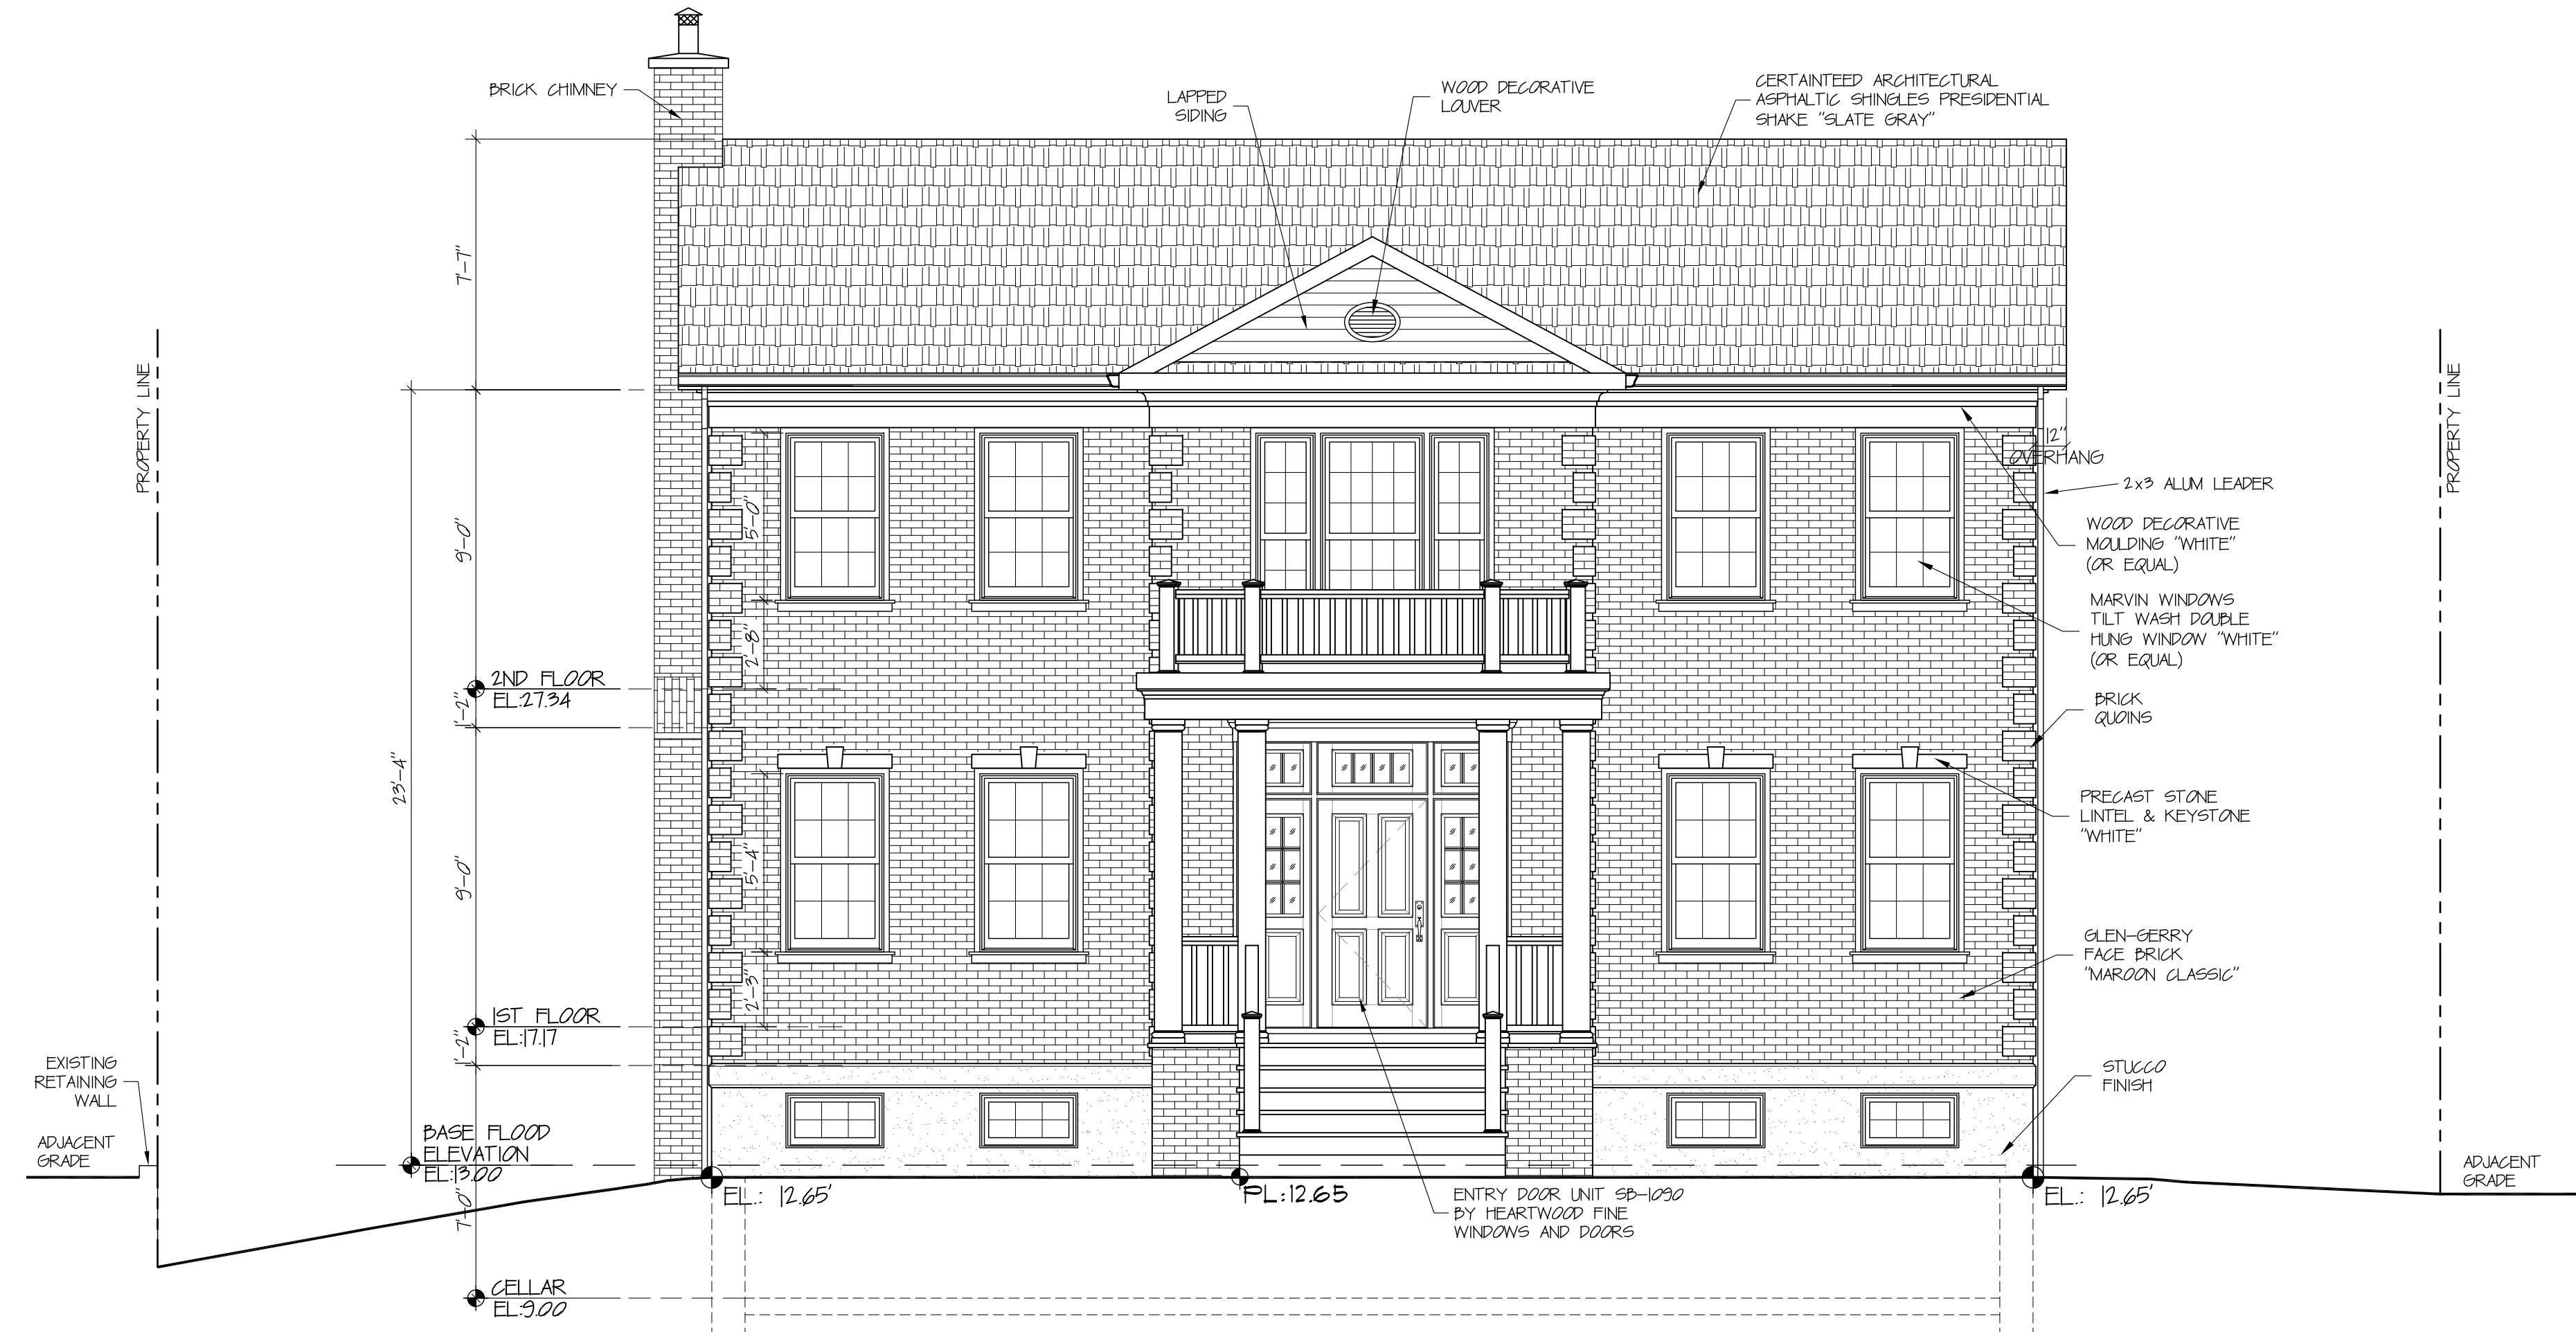 BRICK CHIMNEY
LAPPED
SIDING
WOOD DECORATIVE
LOUVER
CERTAINTEED ARCHITECTURAL
ASPHALTIC SHINGLES PRESIDENTIAL
SHAKE "SLATE GRAY"
7'-7"
PROPERTY LINE
PROPERTY LINE
12"
OVERHANG
2x3 ALUM LEADER
WOOD DECORATIVE
MOULDING "WHITE"
(OR EQUAL)
9'-0"
5'-0"
MARVIN WINDOWS
TILT WASH DOUBLE
HUNG WINDOW "WHITE"
(OR EQUAL)
2'-8"
2ND FLOOR
EL:27.34
1'-2"
BRICK
QUOINS
23'-4"
PRECAST STONE
LINTEL & KEYSTONE
"WHITE"
9'-0"
5'-4"
GLEN-GERRY
FACE BRICK
"MAROON CLASSIC"
2'-3"
1ST FLOOR
EL:17.17
1'-2"
EXISTING
RETAINING
WALL
STUCCO
FINISH
ADJACENT
GRADE
BASE FLOOD
ELEVATION
EL:13.00
ADJACENT
GRADE
7'-0"
EL.: 12.65'
PL:12.65
ENTRY DOOR UNIT SB-1090
BY HEARTWOOD FINE
WINDOWS AND DOORS
EL.: 12.65'
CELLAR
EL:9.00